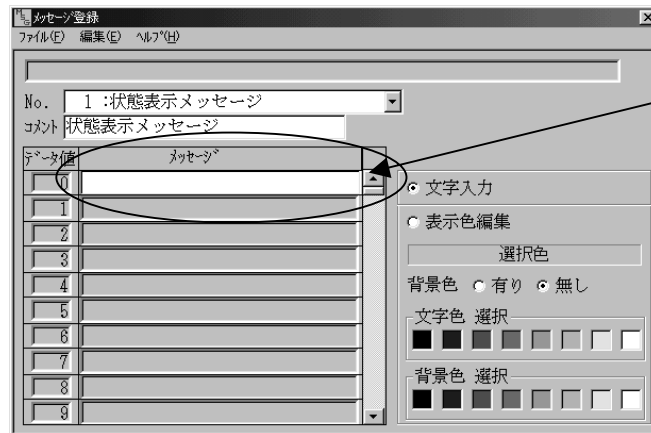 メッセージ登録
ファイル(F) 編集(E) ヘルプ(H)
No. 1 :状態表示メッセージ
コメント 状態表示メッセージ
データ値 メッセージ
0
1
2
3
4
5
6
7
8
9
文字入力
表示色編集
選択色
背景色 有り 無し
文字色 選択
背景色 選択